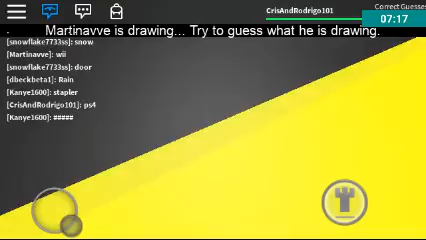 CrisAndRodrigo101
Correct Guesses
07:17
Martinavve is drawing... Try to guess what he is drawing.
[snowflake7733ss]: snow
[Martinavve]: wii
[snowflake7733ss]: door
[dbeckbeta1]: Rain
[Kanye1600]: stapler
[CrisAndRodrigo101]: ps4
[Kanye1600]: #####